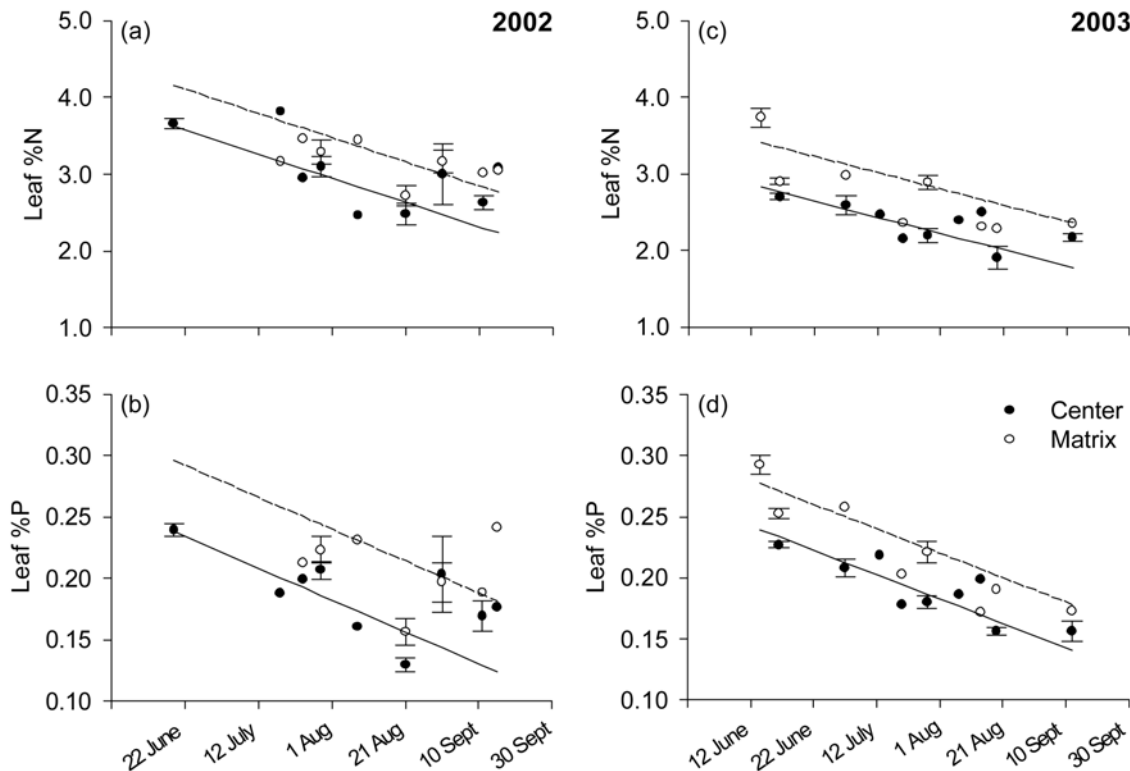 (a)
2002
5.0
4.0
3.0
2.0
1.0
Leaf %N
(c)
2003
5.0
4.0
3.0
2.0
1.0
Leaf %N
(b)
0.35
0.30
0.25
0.20
0.15
0.10
Leaf %P
22 June
12 July
1 Aug
21 Aug
10 Sept
30 Sept
(d)
Center
Matrix
0.35
0.30
0.25
0.20
0.15
0.10
Leaf %P
12 June
22 June
12 July
1 Aug
21 Aug
10 Sept
30 Sept